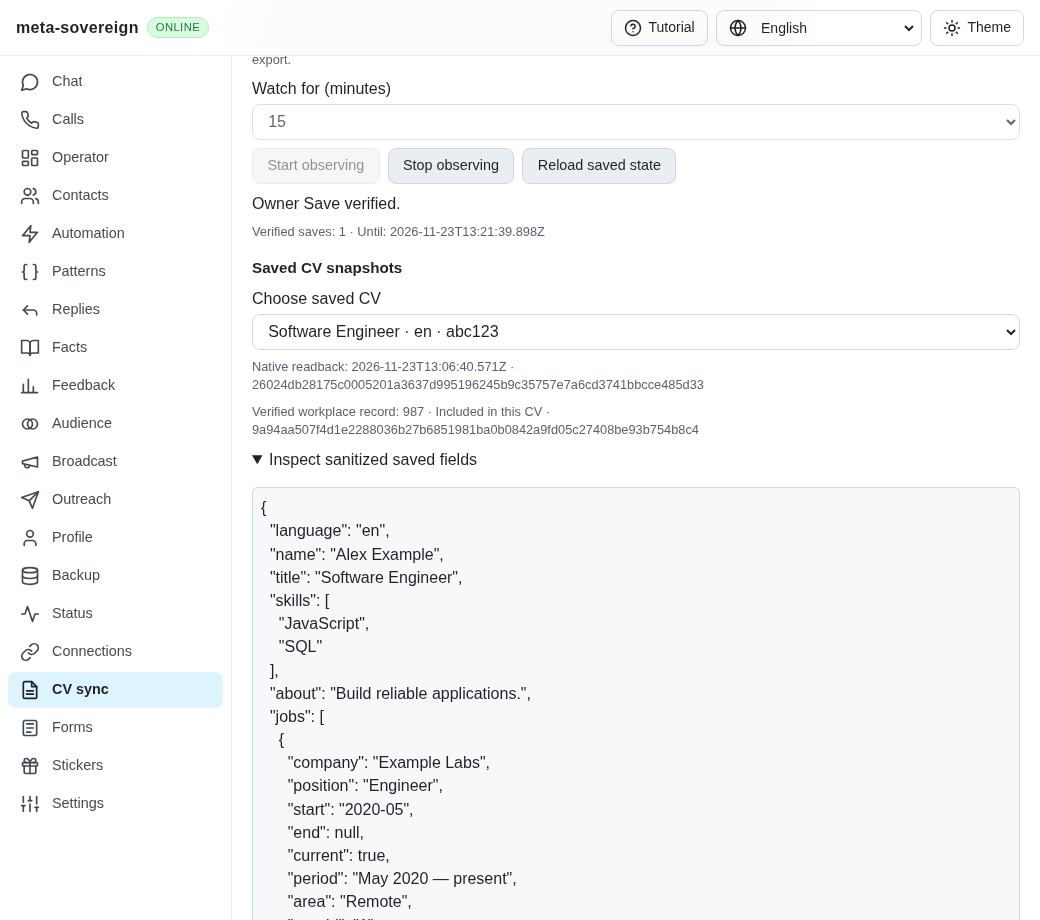 meta-sovereign
ONLINE
Tutorial
English
Theme
Chat
Calls
Operator
Contacts
Automation
Patterns
Replies
Facts
Feedback
Audience
Broadcast
Outreach
Profile
Backup
Status
Connections
CV sync
Forms
Stickers
Settings
export.
Watch for (minutes)
15
Start observing
Stop observing
Reload saved state
Owner Save verified.
Verified saves: 1 · Until: 2026-11-23T13:21:39.898Z
Saved CV snapshots
Choose saved CV
Software Engineer · en · abc123
Native readback: 2026-11-23T13:06:40.571Z ·
26024db28175c0005201a3637d995196245b9c35757e7a6cd3741bbcce485d33
Verified workplace record: 987 · Included in this CV ·
9a94aa507f4d1e2288036b27b6851981ba0b0842a9fd05c27408be93b754b8c4
Inspect sanitized saved fields
{
"language": "en",
"name": "Alex Example",
"title": "Software Engineer",
"skills": [
"JavaScript",
"SQL"
],
"about": "Build reliable applications.",
"jobs": [
{
"company": "Example Labs",
"position": "Engineer",
"start": "2020-05",
"end": null,
"current": true,
"period": "May 2020 — present",
"area": "Remote",